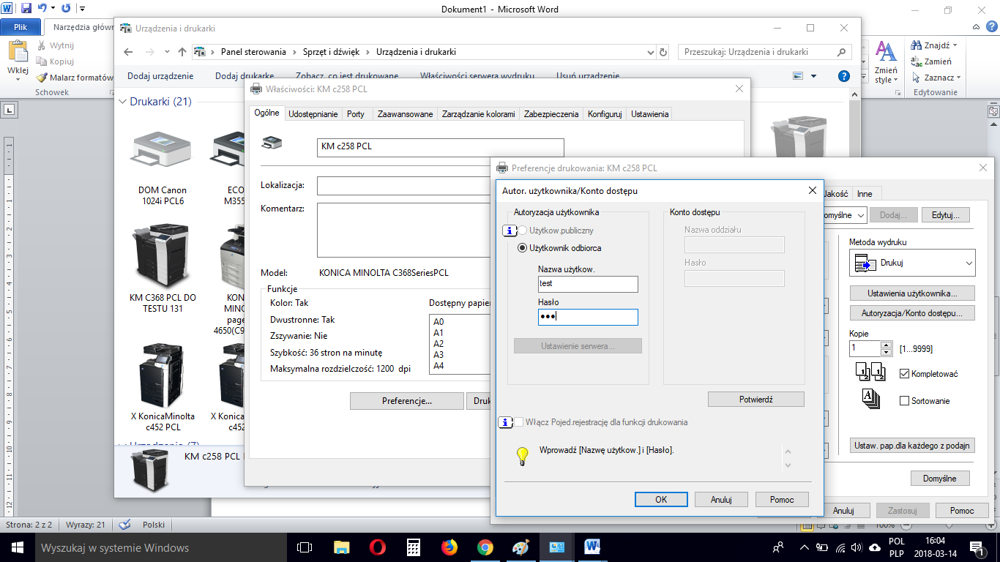 Dokument1 - Microsoft Word
Plik
Narzędzia główn
Wklej
Wytnij
Kopiuj
Malarz formatów
Schowek
Zmień
style
Znajdź
Zamień
Zaznacz
Edytowanie
Urządzenia i drukarki
Panel sterowania
Sprzęt i dźwięk
Urządzenia i drukarki
Przeszukaj: Urządzenia i drukarki
Dodaj urządzenie
Dodaj drukarkę
Zobacz, co jest drukowane
Właściwości serwera wydruku
Usuń urządzenie
Drukarki (21)
DOM Canon
1024i PCL6
ECO
M355
KM C368 PCL DO
TESTU 131
KON
MINO
page
4650(C9
X KonicaMinolta
c452 PCL
X Konica
c452
Urządzenia (7)
KM c258 PCL
Właściwości: KM c258 PCL
Ogólne
Udostępnianie
Porty
Zaawansowane
Zarządzanie kolorami
Zabezpieczenia
Konfiguruj
Ustawienia
KM c258 PCL
Lokalizacja:
Komentarz:
Model:
KONICA MINOLTA C368SeriesPCL
Funkcje
Kolor: Tak
Dwustronne: Tak
Zszywanie: Nie
Szybkość: 36 stron na minutę
Maksymalna rozdzielczość: 1200 dpi
Dostępny papier
A0
A1
A2
A3
A4
Preferencje...
Druk
Preferencje drukowania: KM c258 PCL
Jakość
Inne
omyślne
Dodaj...
Edytuj...
Metoda wydruku
Drukuj
Ustawienia użytkownika...
Autoryzacja/Konto dostępu...
Kopie
1
[1...9999]
Kompletować
Sortowanie
Ustaw. pap.dla każdego z podajn
Domyślne
Anuluj
Zastosuj
Pomoc
Autor. użytkownika/Konto dostępu
Autoryzacja użytkownika
Użytkow.publiczny
Użytkownik odbiorca
Nazwa użytkow.
test
Hasło
●●●
Ustawienie serwera...
Konto dostępu
Nazwa oddziału
Hasło
Potwierdź
Włącz Pojed.rejestrację dla funkcji drukowania
Wprowadź [Nazwę użytkow.] i [Hasło].
OK
Anuluj
Pomoc
Strona: 2 z 2
Wyrazy: 21
Polski
100%
Wyszukaj w systemie Windows
POL
PLP
16:04
2018-03-14
1